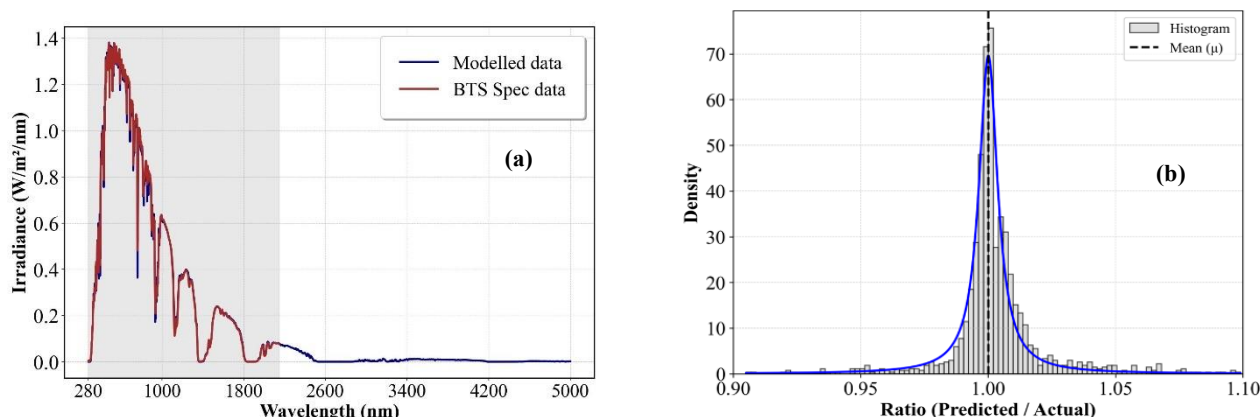 1.4
1.2
1.0
0.8
0.6
0.4
0.2
0.0
Irradiance (W/m²/nm)
Modelled data
BTS Spec data
(a)
280 1000 1800 2600 3400 4200 5000
Wavelength (nm)
70
60
50
40
30
20
10
0
Density
Histogram
Mean (μ)
(b)
0.90 0.95 1.00 1.05 1.10
Ratio (Predicted / Actual)